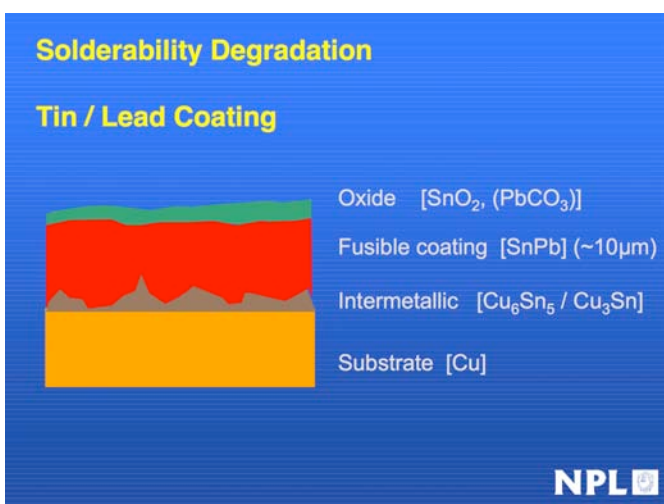 Solderability Degradation
Tin / Lead Coating
Oxide [SnO₂, (PbCO₃)]
Fusible coating [SnPb] (~10µm)
Intermetallic [Cu₆Sn₅ / Cu₃Sn]
Substrate [Cu]
NPL